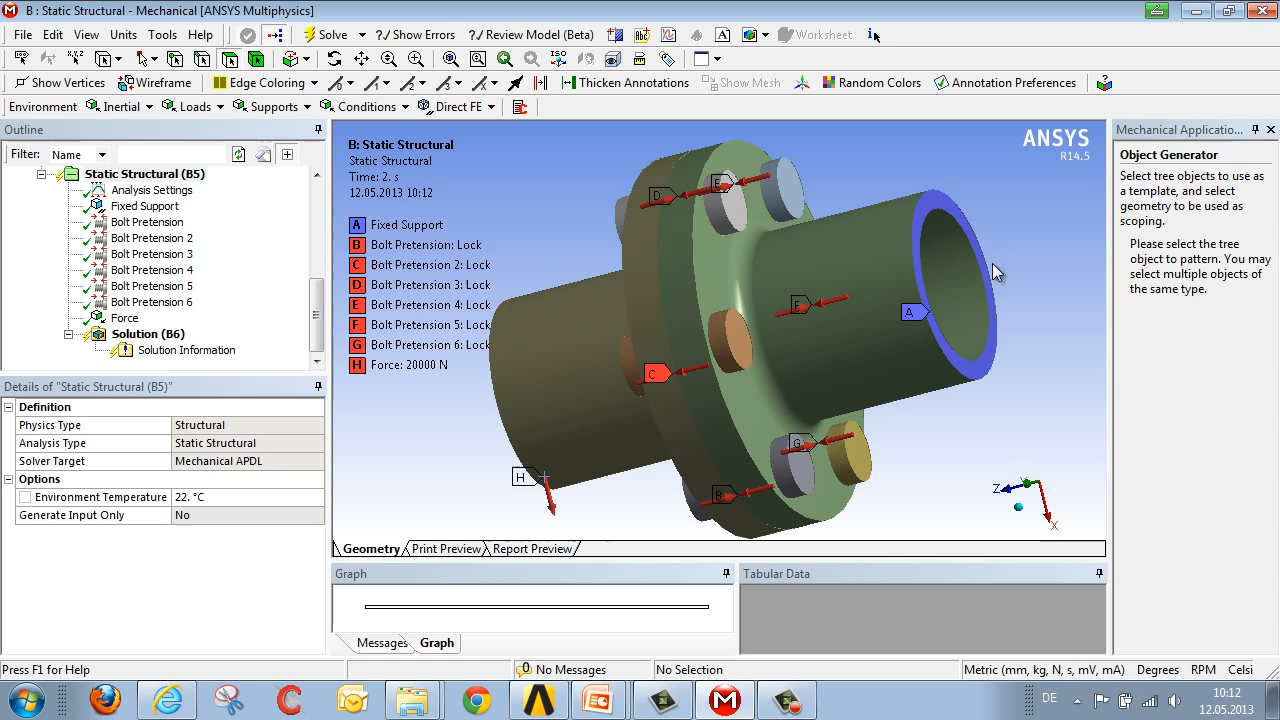 B : Static Structural - Mechanical [ANSYS Multiphysics]
File Edit View Units Tools Help Solve ?/ Show Errors ?/ Review Model (Beta) A Worksheet
Show Vertices Wireframe Edge Coloring Thicken Annotations Show Mesh Random Colors Annotation Preferences
Environment Inertial Loads Supports Conditions Direct FE
Outline
Filter: Name
Static Structural (B5)
Analysis Settings
Fixed Support
Bolt Pretension
Bolt Pretension 2
Bolt Pretension 3
Bolt Pretension 4
Bolt Pretension 5
Bolt Pretension 6
Force
Solution (B6)
Solution Information
Details of "Static Structural (B5)"
Definition
Physics Type Structural
Analysis Type Static Structural
Solver Target Mechanical APDL
Options
Environment Temperature 22. °C
Generate Input Only No
B: Static Structural
Static Structural
Time: 2. s
12.05.2013 10:12
A Fixed Support
B Bolt Pretension: Lock
C Bolt Pretension 2: Lock
D Bolt Pretension 3: Lock
E Bolt Pretension 4: Lock
F Bolt Pretension 5: Lock
G Bolt Pretension 6: Lock
H Force: 20000 N
ANSYS
R14.5
D
E
F
A
C
G
H
B
Z
X
Geometry Print Preview Report Preview
Graph
Messages Graph
Tabular Data
Mechanical Applicatio...
Object Generator
Select tree objects to use as
a template, and select
geometry to be used as
scoping.
Please select the tree
object to pattern. You may
select multiple objects of
the same type.
Press F1 for Help 0 No Messages No Selection Metric (mm, kg, N, s, mV, mA) Degrees RPM Celsi
DE 10:12
12.05.2013